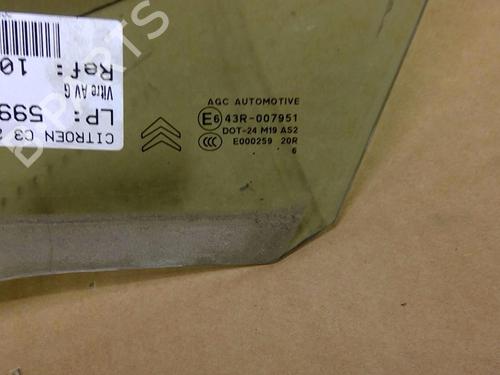 AGC AUTOMOTIVE
E6 43R-007951
DOT-24 M19 AS2
CCC E000259 20R
6
CITROEN C3
LP: 599
Vitre AV G
Ref: 10